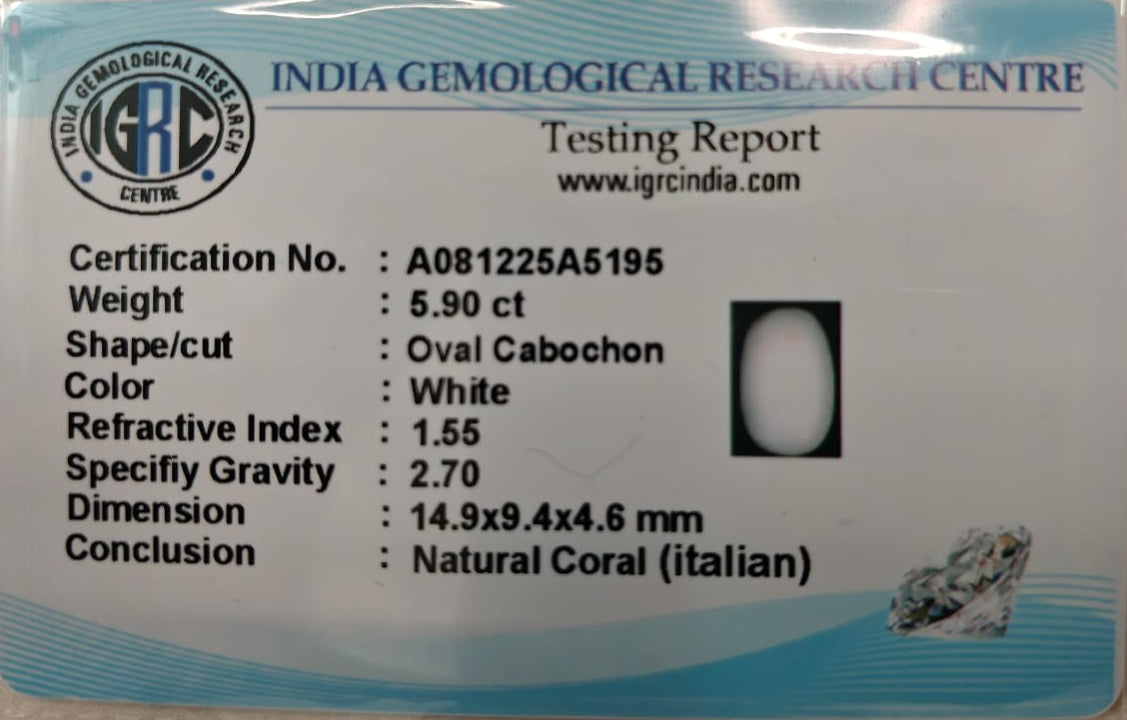 INDIA GEMOLOGICAL RESEARCH
IGRC
CENTRE
INDIA GEMOLOGICAL RESEARCH CENTRE
Testing Report
www.igrcindia.com
Certification No. : A081225A5195
Weight : 5.90 ct
Shape/cut : Oval Cabochon
Color : White
Refractive Index : 1.55
Specifiy Gravity : 2.70
Dimension : 14.9x9.4x4.6 mm
Conclusion : Natural Coral (italian)